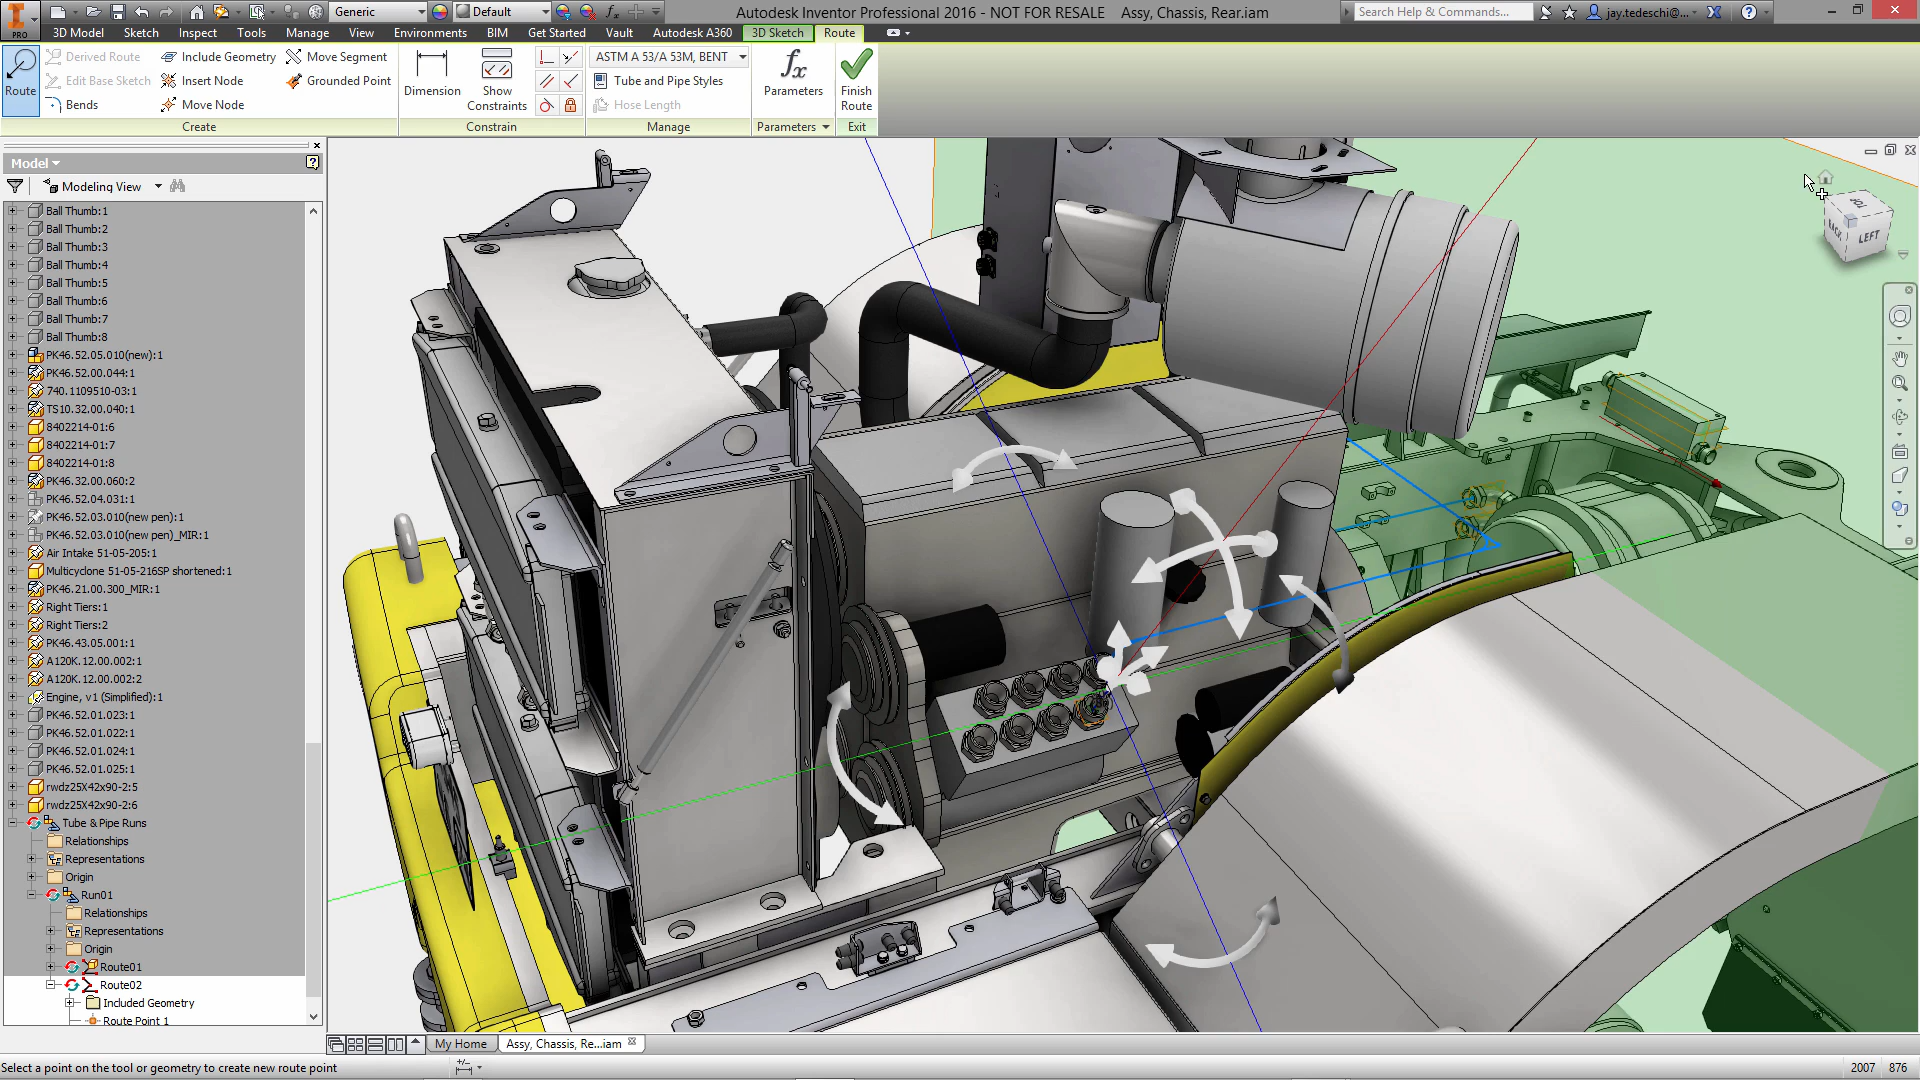 PRO
Generic
Default
fx
Autodesk Inventor Professional 2016 - NOT FOR RESALE    Assy, Chassis, Rear.iam
Search Help & Commands...
jay.tedeschi@...
3D Model
Sketch
Inspect
Tools
Manage
View
Environments
BIM
Get Started
Vault
Autodesk A360
3D Sketch
Route
Route
Derived Route
Edit Base Sketch
Bends
Include Geometry
Insert Node
Move Node
Move Segment
Grounded Point
Create
Dimension
Show Constraints
Constrain
ASTM A 53/A 53M, BENT
Tube and Pipe Styles
Hose Length
Manage
fx
Parameters
Parameters
Finish Route
Exit
Model
Modeling View
Ball Thumb:1
Ball Thumb:2
Ball Thumb:3
Ball Thumb:4
Ball Thumb:5
Ball Thumb:6
Ball Thumb:7
Ball Thumb:8
PK46.52.05.010(new):1
PK46.52.00.044:1
740.1109510-03:1
TS10.32.00.040:1
8402214-01:6
8402214-01:7
8402214-01:8
PK46.32.00.060:2
PK46.52.04.031:1
PK46.52.03.010(new pen):1
PK46.52.03.010(new pen)_MIR:1
Air Intake 51-05-205:1
Multicyclone 51-05-216SP shortened:1
PK46.21.00.300_MIR:1
Right Tiers:1
Right Tiers:2
PK46.43.05.001:1
A120K.12.00.002:1
A120K.12.00.002:2
Engine, v1 (Simplified):1
PK46.52.01.023:1
PK46.52.01.022:1
PK46.52.01.024:1
PK46.52.01.025:1
rwdz25X42x90-2:5
rwdz25X42x90-2:6
Tube & Pipe Runs
Relationships
Representations
Origin
Run01
Relationships
Representations
Origin
Route01
Route02
Included Geometry
Route Point 1
TOP
BACK
LEFT
My Home
Assy, Chassis, Re...iam
Select a point on the tool or geometry to create new route point
2007
876